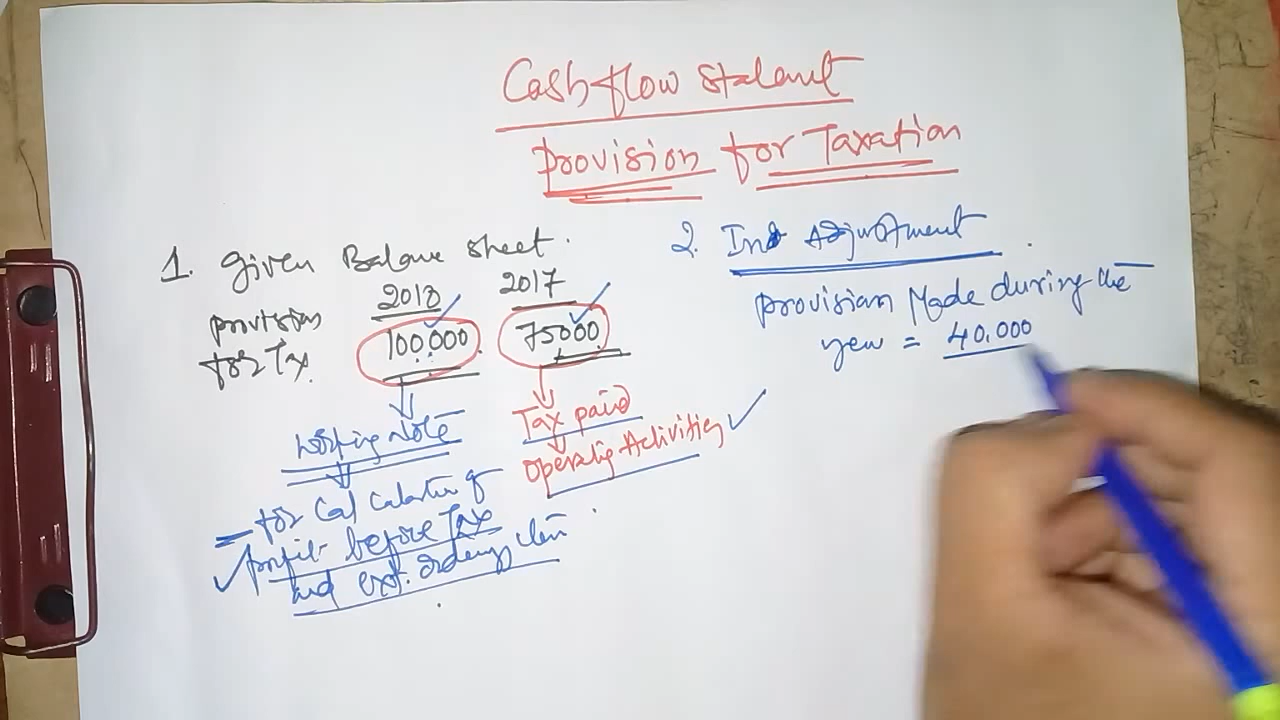 Cash flow Statemt
Provision for Taxation
1. Given Balance Sheet.
2018 2017
provision 100,000 75000
for Tax.
Working Note
for Calculation of
profit before Tax
and ext. ordinary item
Tax paid
Operating Activities
2. In Adjustment
provision Made during the
year = 40,000